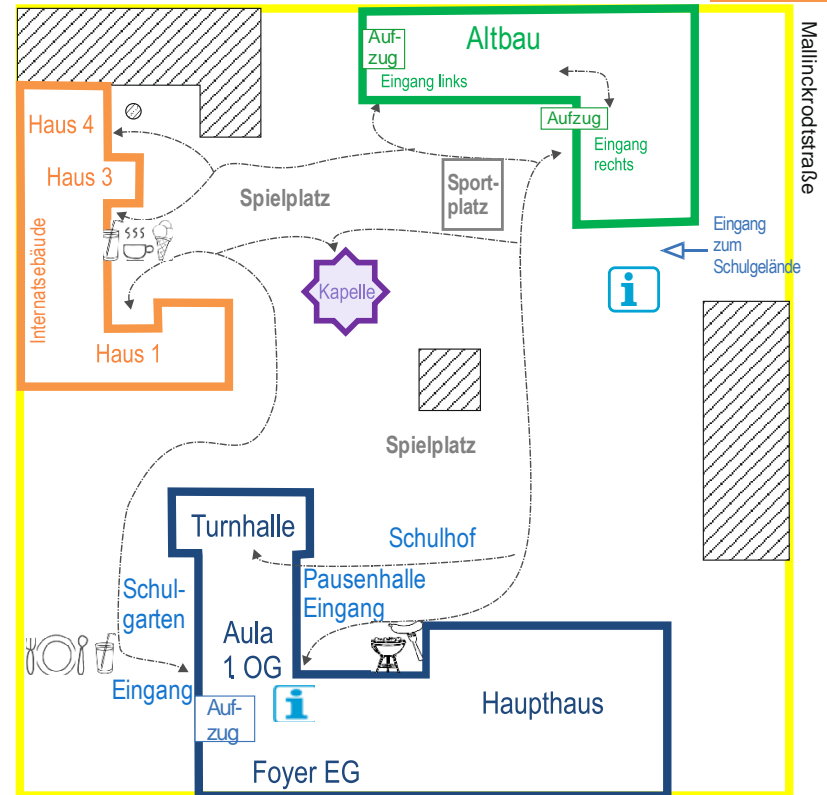 Auf-
zug
Altbau
Eingang links
Mallinckrodtstraße
Aufzug
Eingang
rechts
Haus 4
Haus 3
Spielplatz
Sport-
platz
Eingang
zum
Schulgelände
i
Internatsebäude
Kapelle
Haus 1
Spielplatz
Turnhalle
Schulhof
Pausenhalle
Eingang
Schul-
garten
Aula
1. OG
Eingang
Auf-
zug
i
Haupthaus
Foyer EG